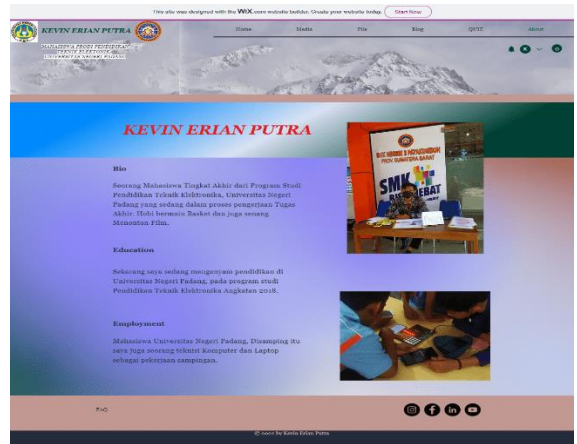 This site was designed with the WiX.com website builder. Create your website today. Start Now
KEVIN ERIAN PUTRA
MAHASISWA PRODI PENDIDIKAN
TEKNIK ELEKTRONIKA
UNIVERSITAS NEGERI PADANG
Home Media File Blog QUIZ About
KEVIN ERIAN PUTRA
Bio
Seorang Mahasiswa Tingkat Akhir dari Program Studi
Pendidikan Teknik Elektronika, Universitas Negeri
Padang yang sedang dalam proses pengerjaan Tugas
Akhir. Hobi bermain Basket dan juga senang
Menonton Film.
Education
Sekarang saya sedang mengenyam pendidikan di
Universitas Negeri Padang, pada program studi
Pendidikan Teknik Elektronika Angkatan 2018.
Employment
Mahasiswa Universitas Negeri Padang, Disamping itu
saya juga seorang teknisi Komputer dan Laptop
sebagai pekerjaan sampingan.
PROV. SUMATERA BARAT
SMK
FAQ
by Kevin Erian Putra